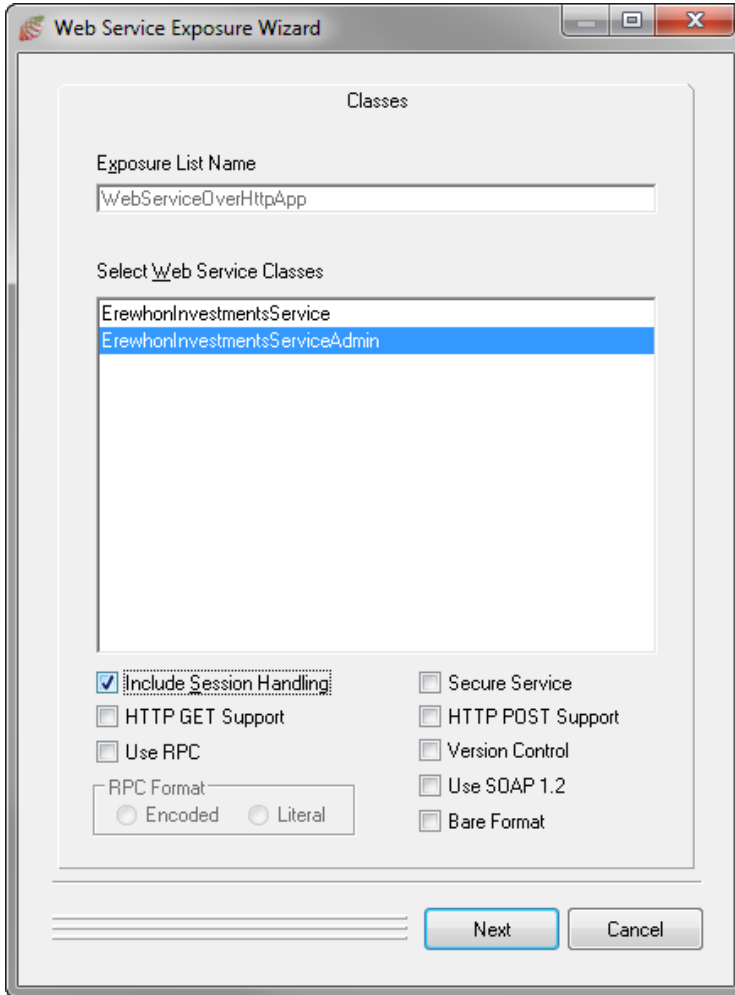 Web Service Exposure Wizard
Classes
Exposure List Name
WebServiceOverHttpApp
Select Web Service Classes
ErewhonInvestmentsService
ErewhonInvestmentsServiceAdmin
Include Session Handling
Secure Service
HTTP GET Support
HTTP POST Support
Use RPC
Version Control
RPC Format
Use SOAP 1.2
Encoded
Literal
Bare Format
Next
Cancel